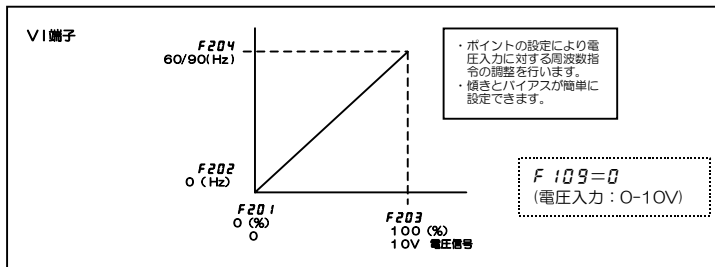 VI端子
F204
60/90(Hz)
・ポイントの設定により電
圧入力に対する周波数指
令の調整を行います。
・傾きとバイアスが簡単に
設定できます。
F202
0 (Hz)
F109=0
(電圧入力：0-10V)
F201
0 (%)
0
F203
100 (%)
10V 電圧信号